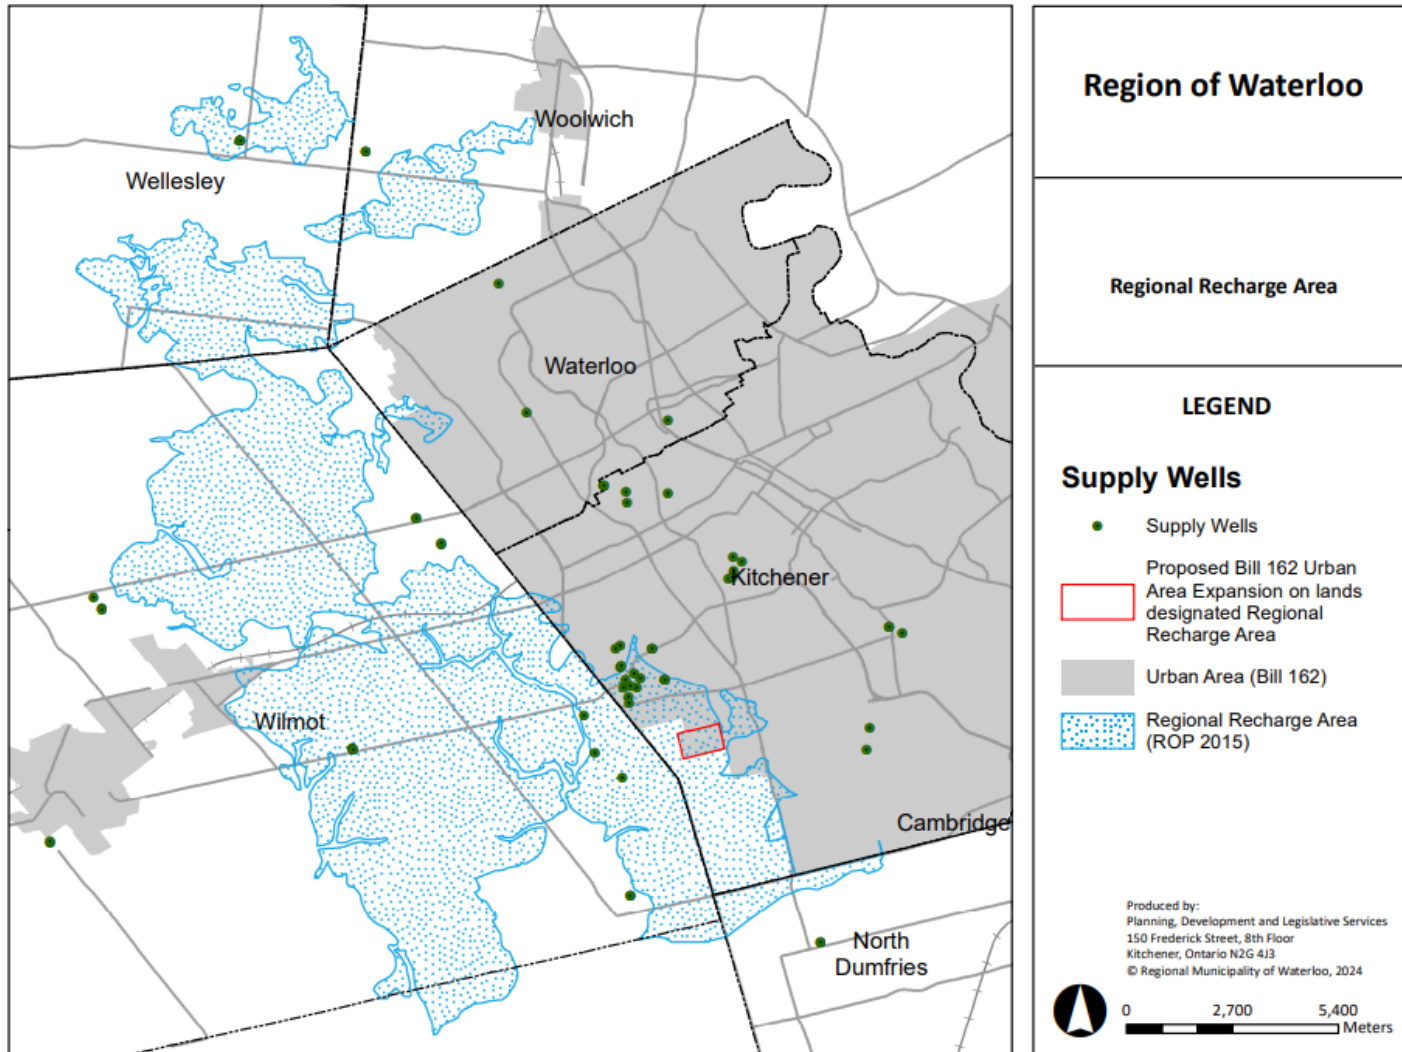 Woolwich
Wellesley
Waterloo
Kitchener
Wilmot
Cambridge
North
Dumfries
Region of Waterloo
Regional Recharge Area
LEGEND
Supply Wells
Supply Wells
Proposed Bill 162 Urban
Area Expansion on lands
designated Regional
Recharge Area
Urban Area (Bill 162)
Regional Recharge Area
(ROP 2015)
Produced by:
Planning, Development and Legislative Services
150 Frederick Street, 8th Floor
Kitchener, Ontario N2G 4J3
© Regional Municipality of Waterloo, 2024
0 2,700 5,400
Meters